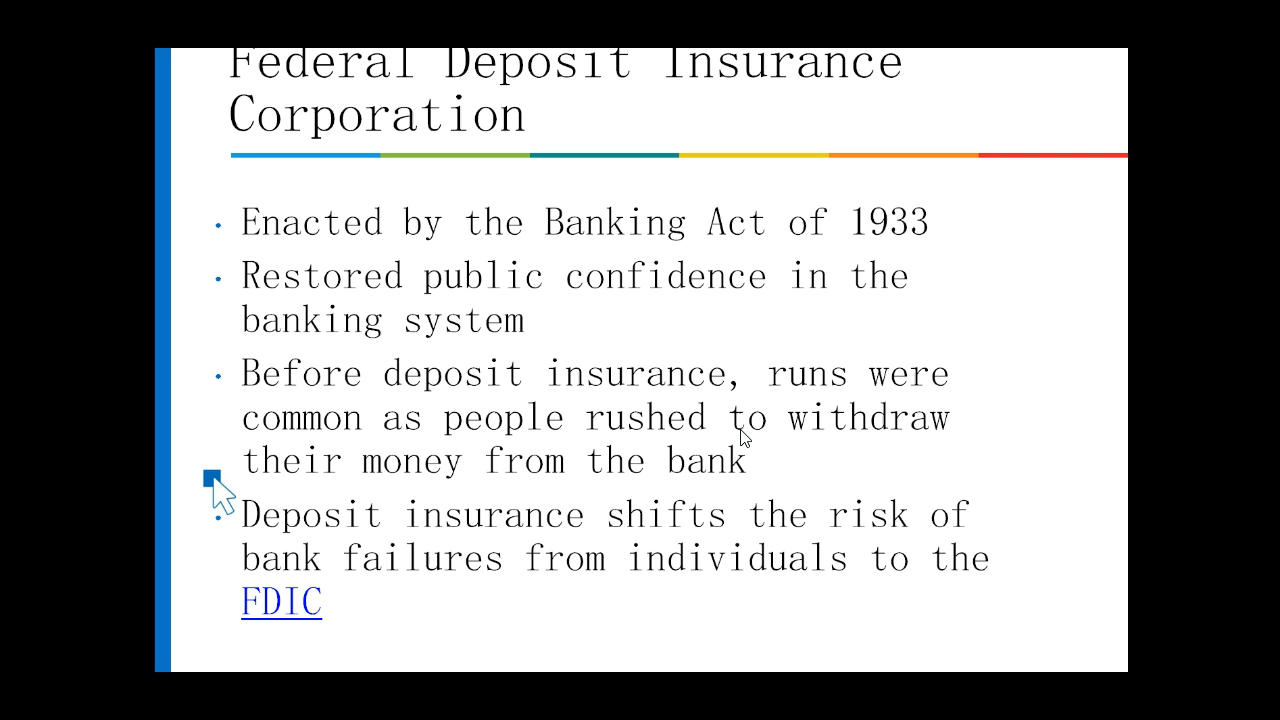 Federal Deposit Insurance
Corporation
· Enacted by the Banking Act of 1933
· Restored public confidence in the
banking system
· Before deposit insurance, runs were
common as people rushed to withdraw
their money from the bank
· Deposit insurance shifts the risk of
bank failures from individuals to the
FDIC